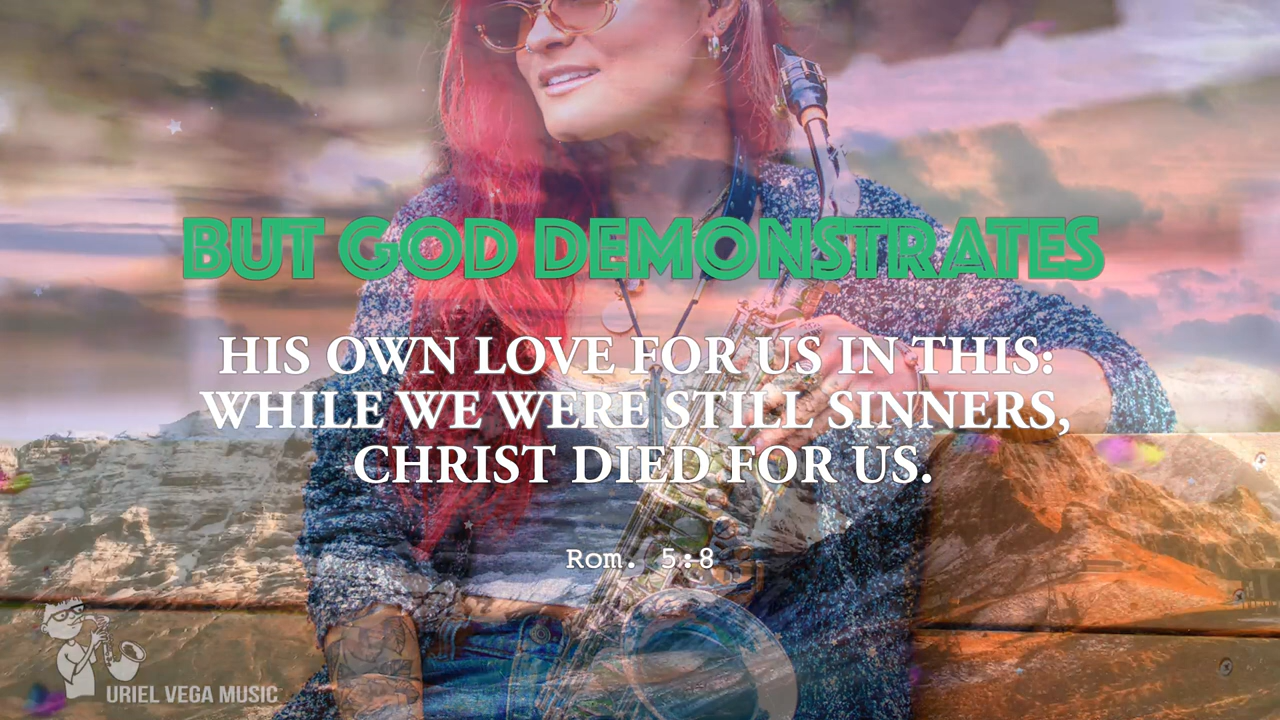 BUT GOD DEMONSTRATES
HIS OWN LOVE FOR US IN THIS:
WHILE WE WERE STILL SINNERS,
CHRIST DIED FOR US.
Rom. 5:8
URIEL VEGA MUSIC